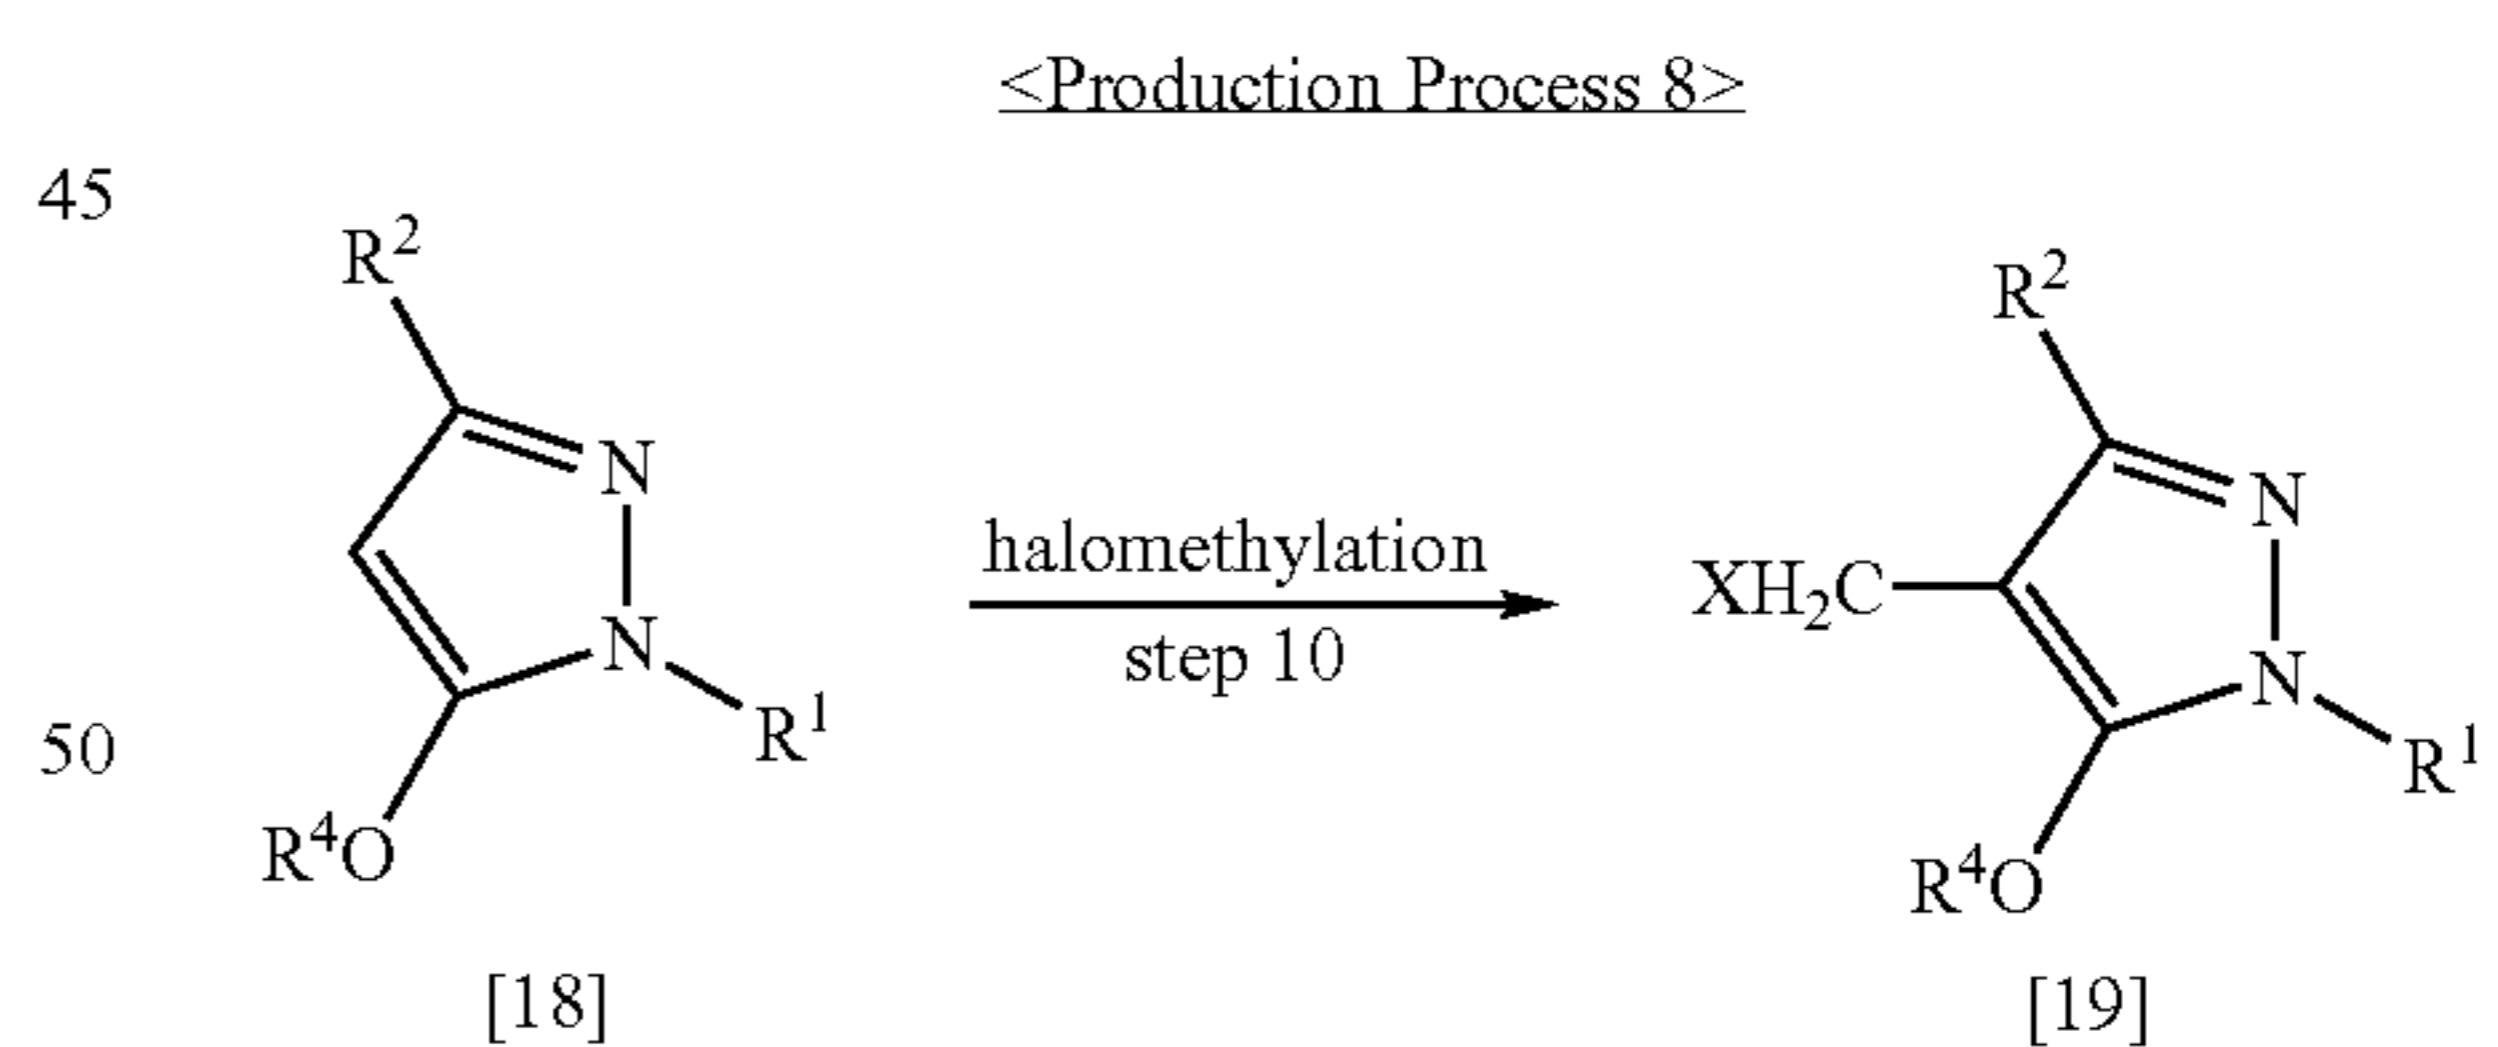 <Production Process 8>
45
R²
R²
N
N
halomethylation
XH₂C
step 10
N
N
R¹
R¹
50
R⁴O
R⁴O
[18]
[19]